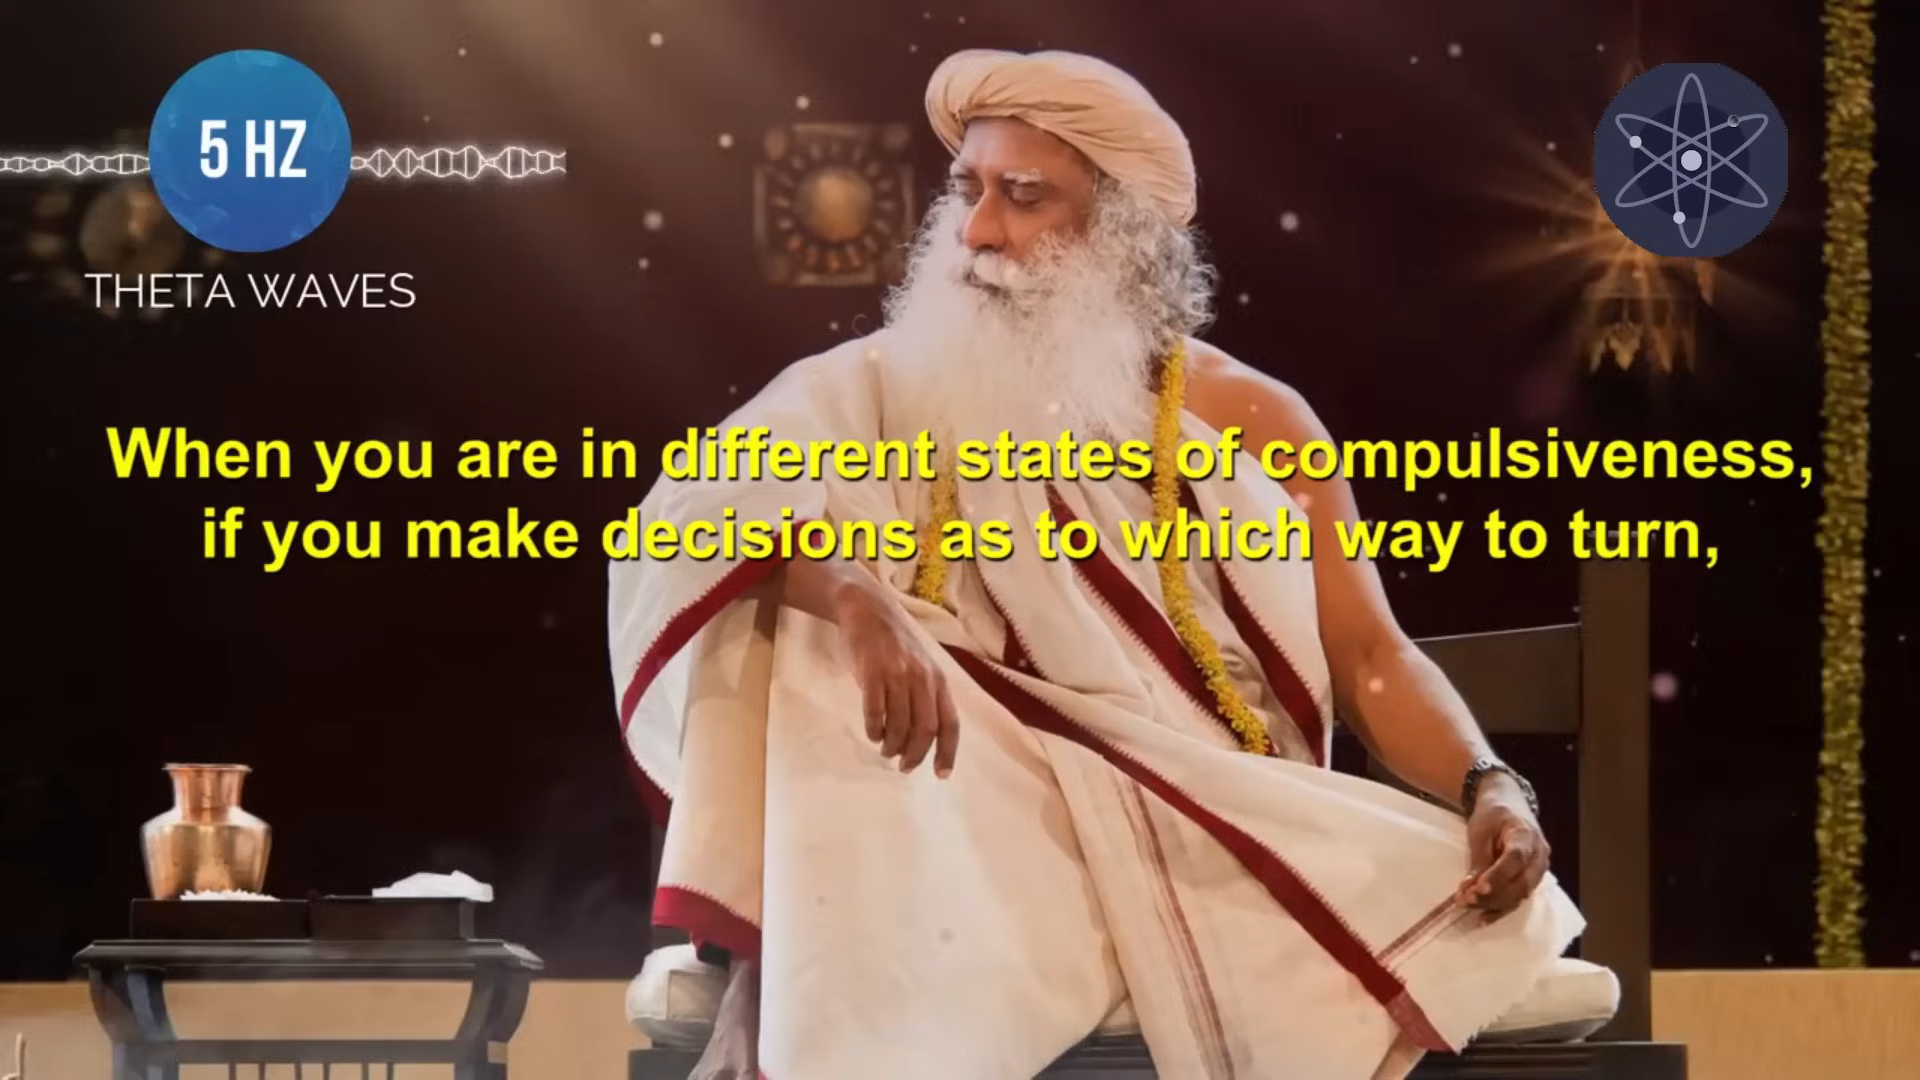 5 HZ
THETA WAVES
When you are in different states of compulsiveness,
if you make decisions as to which way to turn,